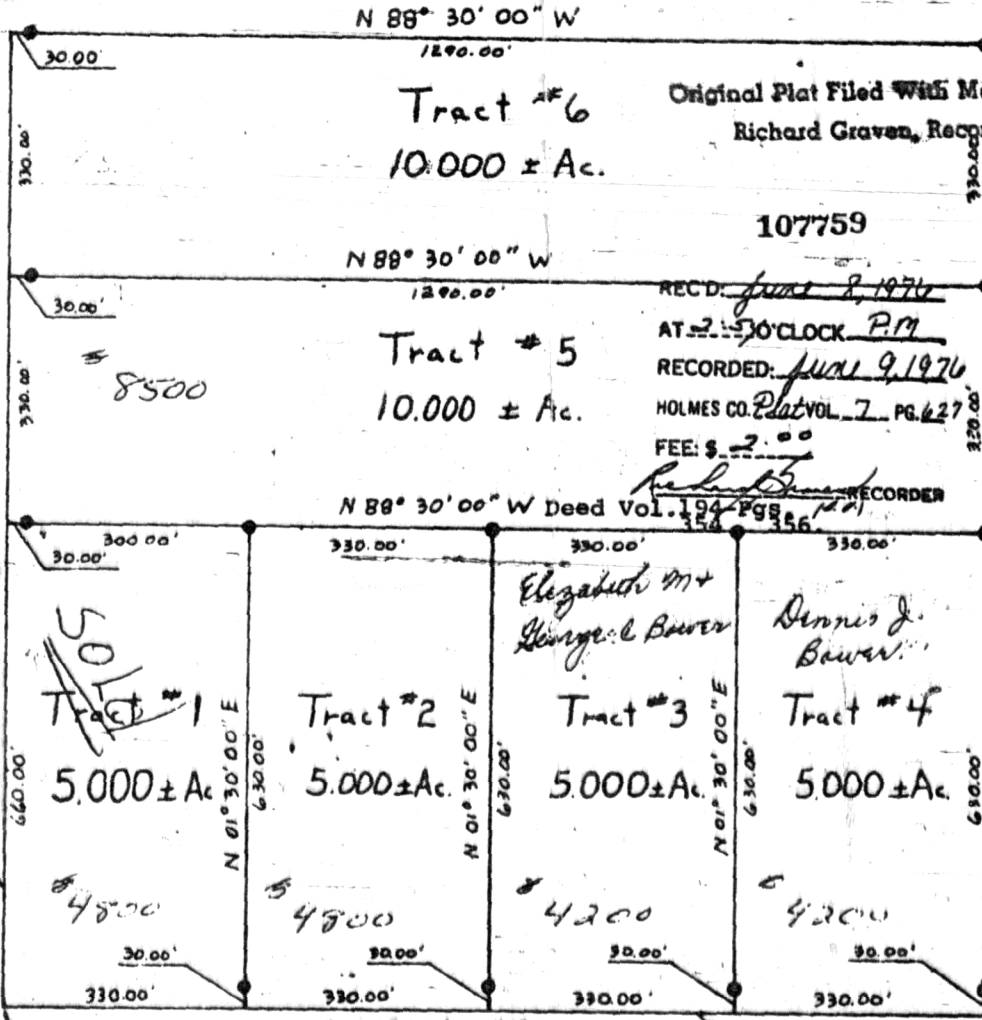 N 88° 30' 00" W
30.00'
1290.00'
330.00'
Tract #6
10.000 ± Ac.
Original Plat Filed With
Richard Graven,
330.00'
107759
N 88° 30' 00" W
30.00'
1290.00'
REC'D: June 8, 1976
AT O'CLOCK P.M
RECORDED: June 9, 1976
HOLMES CO. Plat VOL. 7 PG. 627
FEE: $ 2.00
RECORDER
330.00'
Tract #5
10.000 ± Ac.
$8500
330.00'
N 88° 30' 00" W Deed Vol. 194 Pgs.
354 356
300.00'
330.00'
330.00'
330.00'
30.00'
Elizabeth M +
George C Bower
Dennis J.
Bower
SOLD
Tract #1
Tract #2
Tract #3
Tract #4
5.000 ± Ac
5.000 ± Ac.
5.000 ± Ac.
5.000 ± Ac.
660.00'
N 01° 30' 00" E
630.00'
N 01° 30' 00" E
630.00'
N 01° 30' 00" E
630.00'
630.00'
$4800
$4800
$4200
$4200
30.00'
30.00'
30.00'
30.00'
330.00'
330.00'
330.00'
330.00'